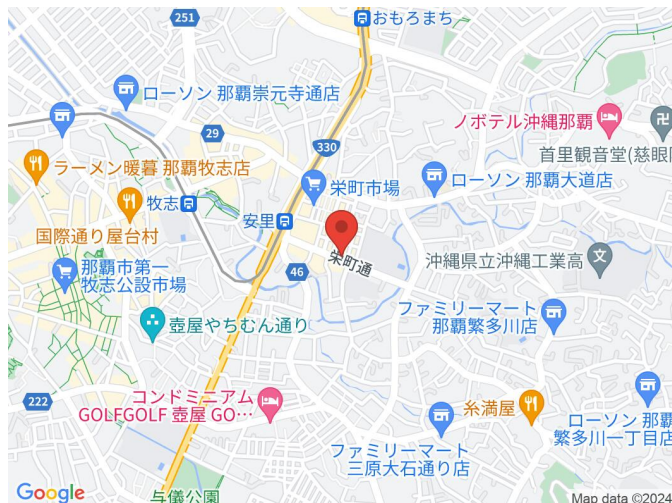 251
おもろまち
ローソン 那覇崇元寺通店
29
330
ノボテル沖縄那覇
首里観音堂(慈眼
ラーメン暖暮 那覇牧志店
栄町市場
ローソン 那覇大道店
牧志
安里
国際通り屋台村
栄町通
沖縄県立沖縄工業高
那覇市第一
牧志公設市場
46
ファミリーマート
那覇繁多川店
壺屋やちむん通り
222
コンドミニアム
GOLFGOLF 壺屋 GO…
糸満屋
ローソン 那覇
繁多川一丁目店
ファミリーマート
三原大石通り店
与儀公園
Google
Map data ©2024